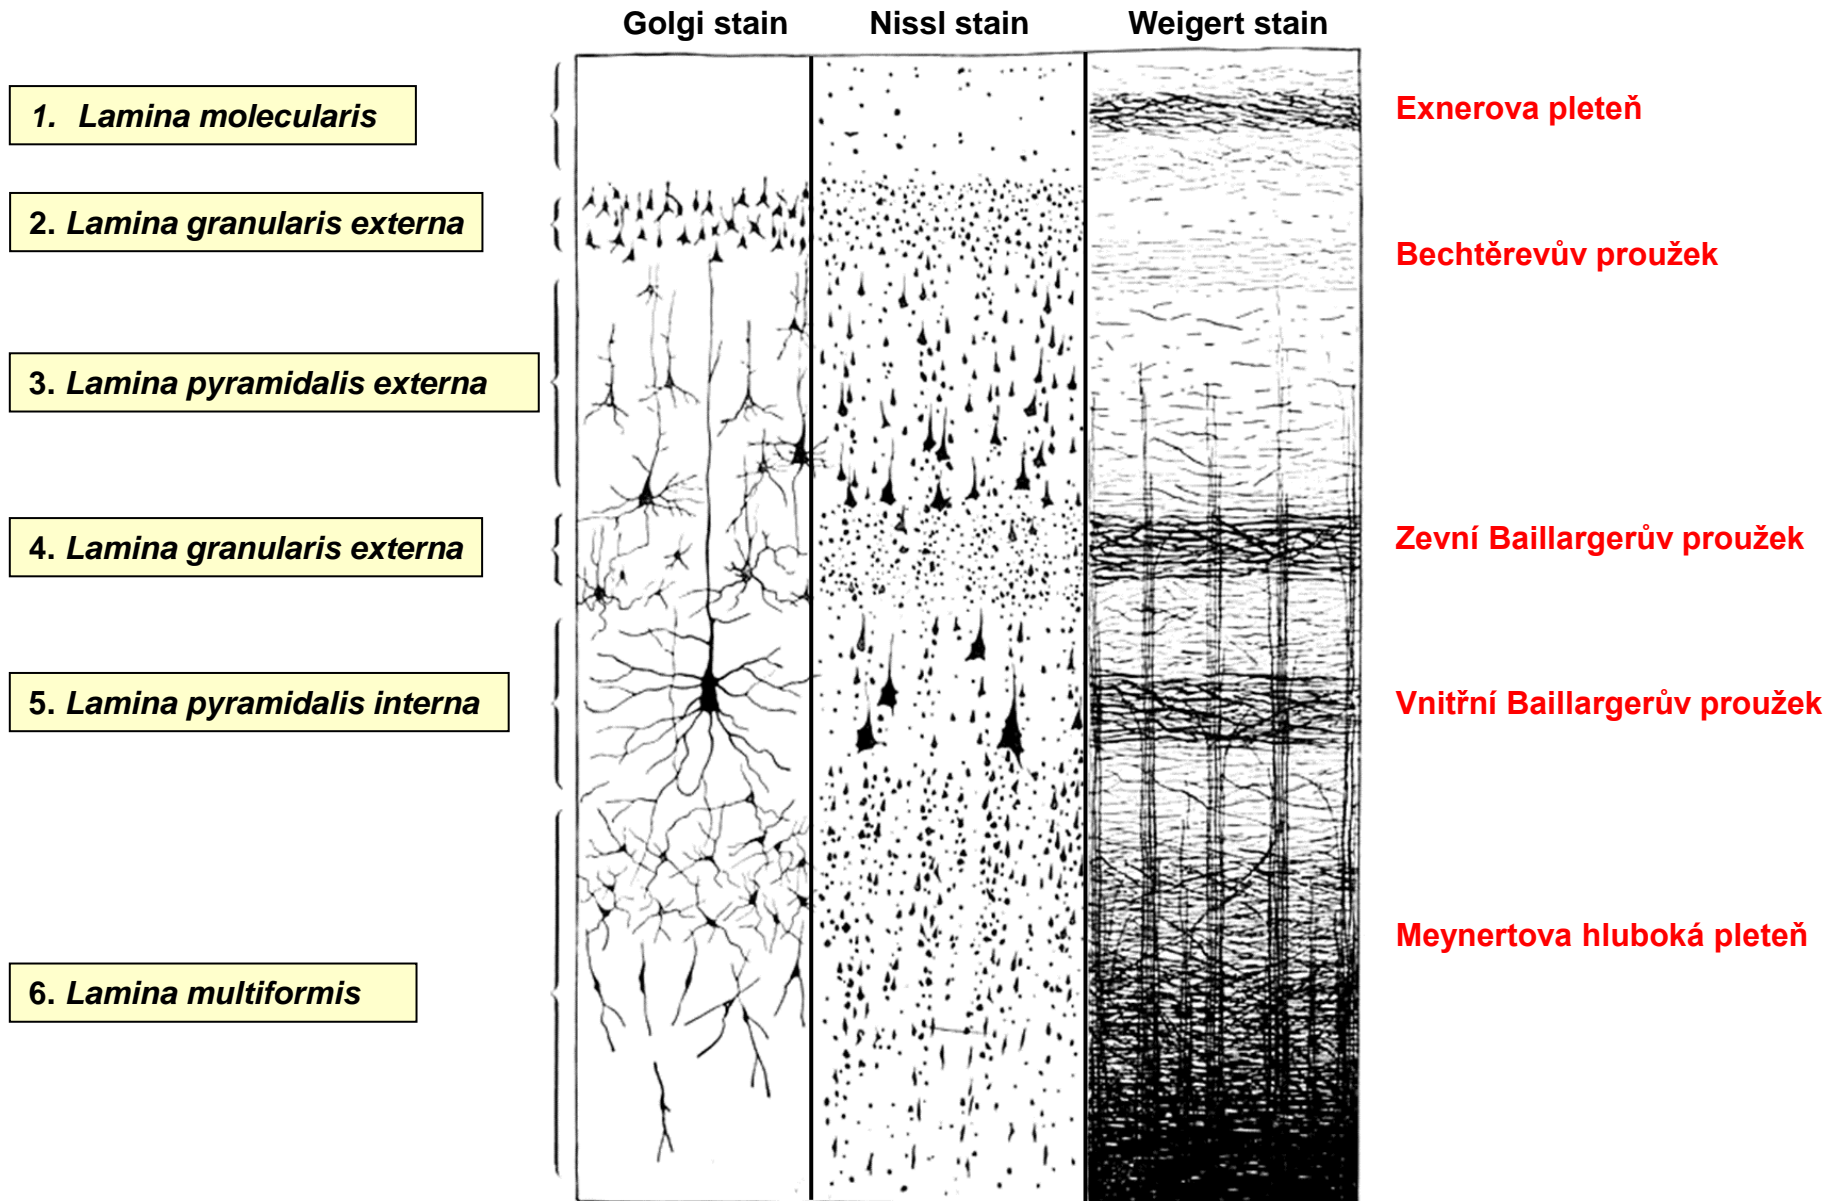 Golgi stain Nissl stain Weigert stain
1. Lamina molecularis
Exnerova pleteň
2. Lamina granularis externa
Bechtěrevův proužek
3. Lamina pyramidalis externa
4. Lamina granularis externa
Zevní Baillargerův proužek
5. Lamina pyramidalis interna
Vnitřní Baillargerův proužek
Meynertova hluboká pleteň
6. Lamina multiformis